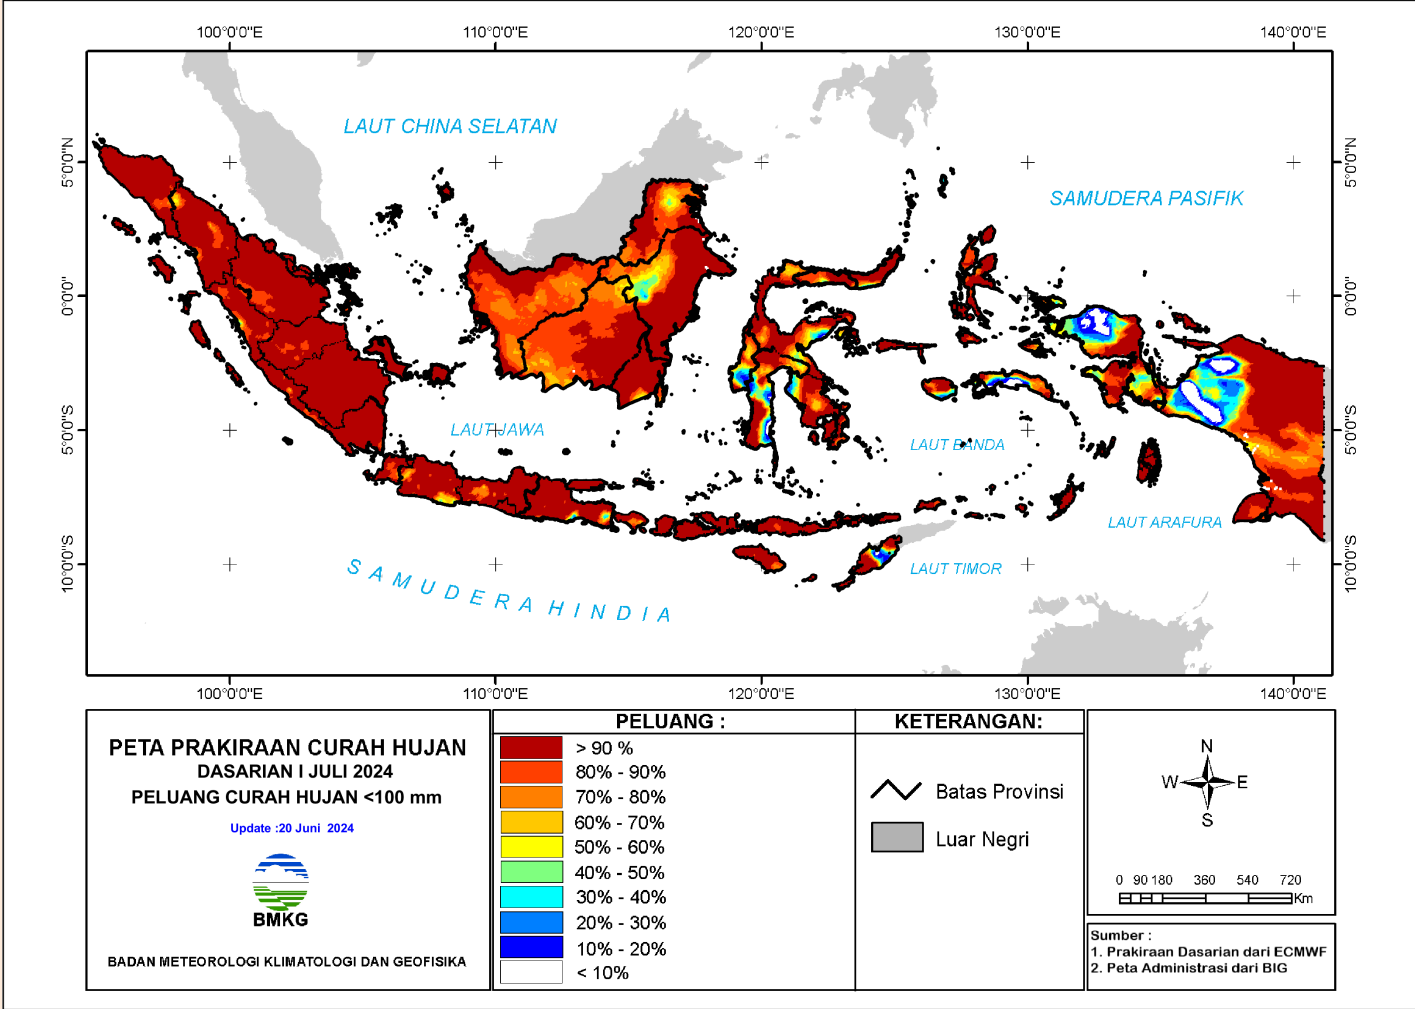 100°0'0"E 110°0'0"E 120°0'0"E 130°0'0"E 140°0'0"E
5°0'0"N 5°0'0"N
0°0'0" 0°0'0"
5°0'0"S 5°0'0"S
10°0'0"S 10°0'0"S
LAUT CHINA SELATAN
SAMUDERA PASIFIK
LAUT JAWA
LAUT BANDA
LAUT ARAFURA
LAUT TIMOR
SAMUDERA HINDIA
100°0'0"E 110°0'0"E 120°0'0"E 130°0'0"E 140°0'0"E
PETA PRAKIRAAN CURAH HUJAN
DASARIAN I JULI 2024
PELUANG CURAH HUJAN <100 mm
Update :20 Juni 2024
BMKG
BADAN METEOROLOGI KLIMATOLOGI DAN GEOFISIKA
PELUANG :
> 90 %
80% - 90%
70% - 80%
60% - 70%
50% - 60%
40% - 50%
30% - 40%
20% - 30%
10% - 20%
< 10%
KETERANGAN:
Batas Provinsi
Luar Negri
N
W E
S
0 90 180 360 540 720
Km
Sumber :
1. Prakiraan Dasarian dari ECMWF
2. Peta Administrasi dari BIG